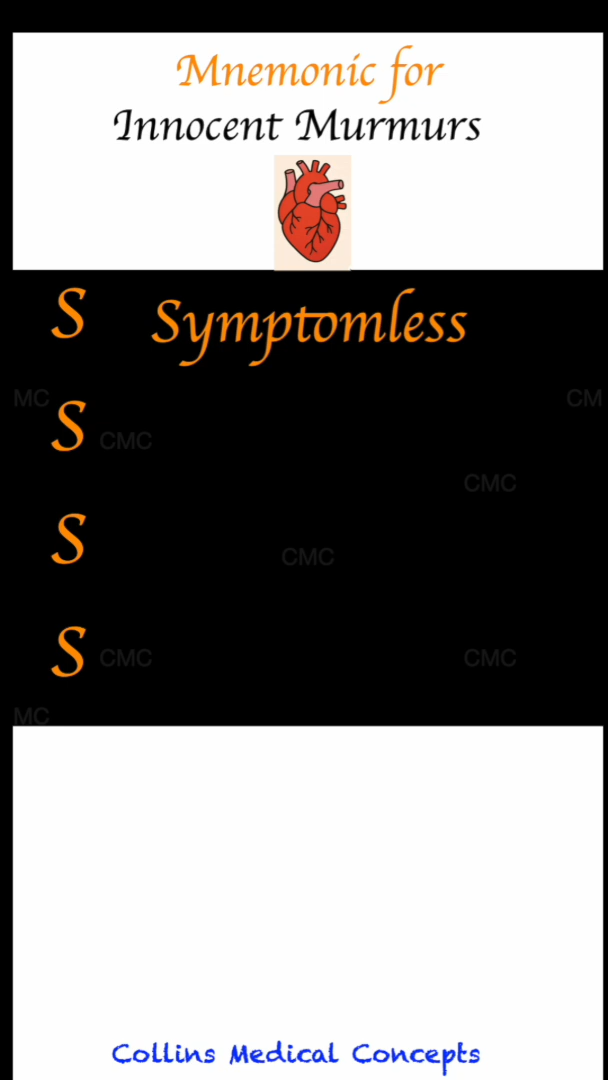 Mnemonic for
Innocent Murmurs
S Symptomless
MC CM
S CMC
CMC
S
CMC
S CMC CMC
MC
Collins Medical Concepts